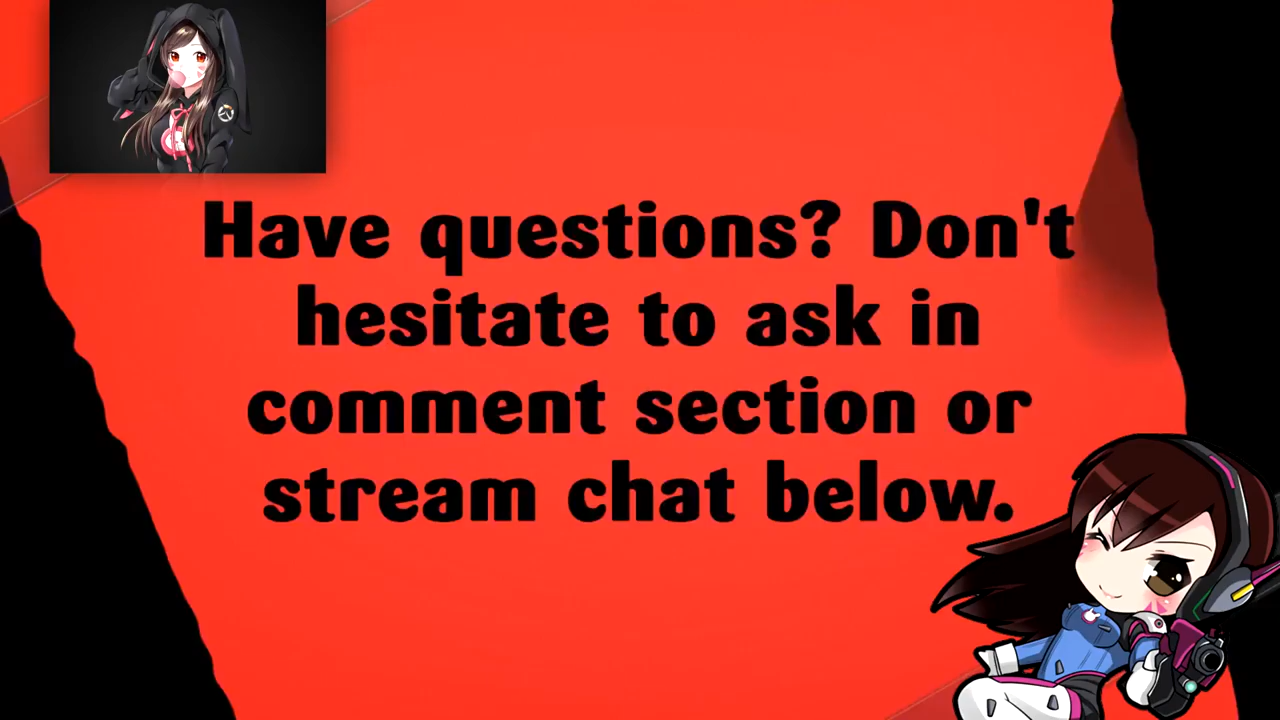 Have questions? Don't
hesitate to ask in
comment section or
stream chat below.